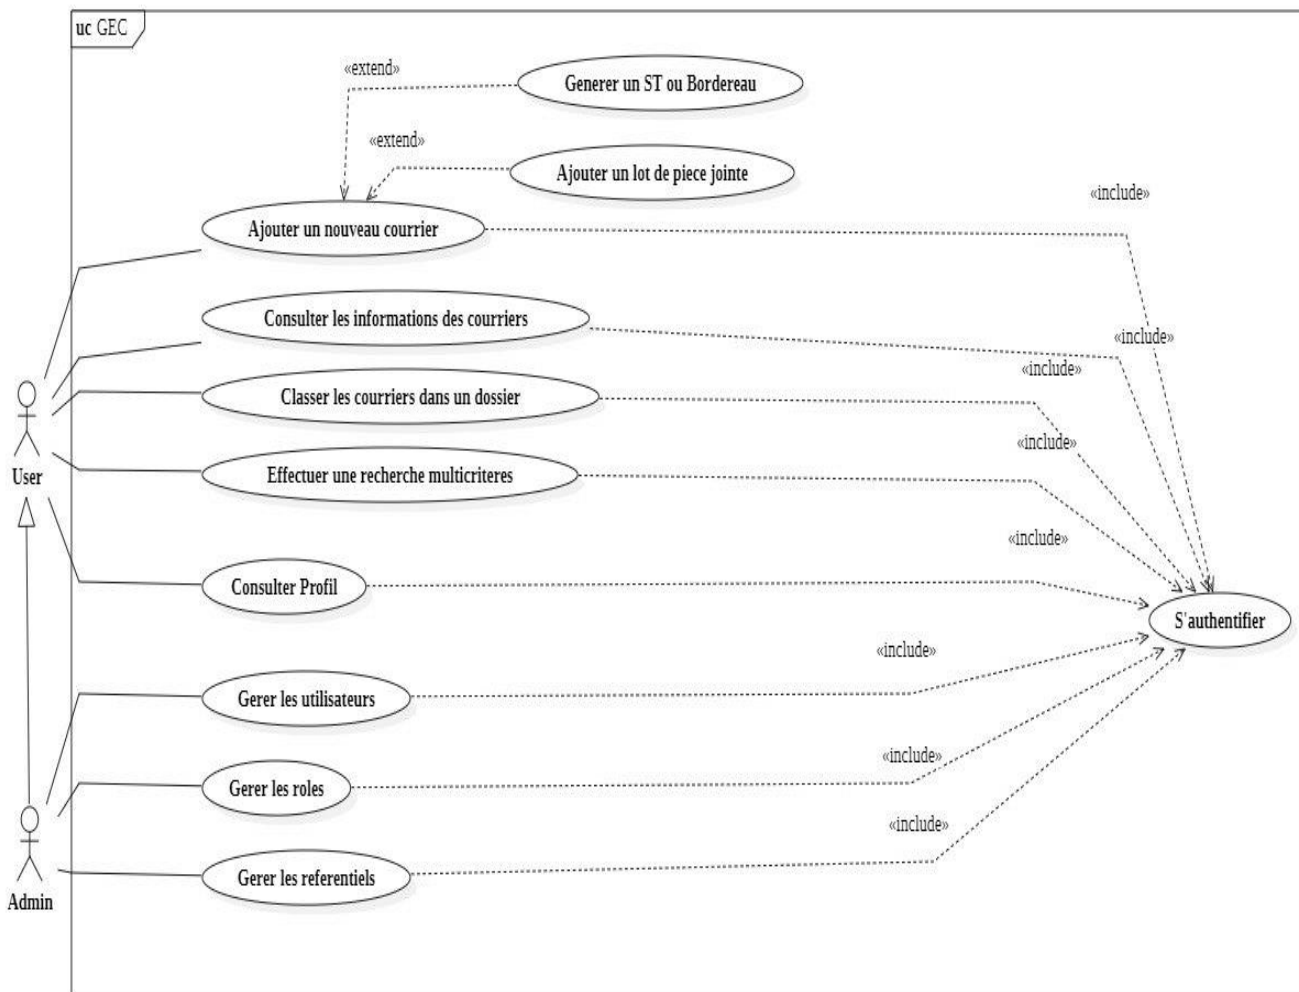 uc GEC
«extend»
Generer un ST ou Bordereau
«extend»
Ajouter un lot de piece jointe
«include»
Ajouter un nouveau courrier
Consulter les informations des courriers
«include»
«include»
Classer les courriers dans un dossier
«include»
Effectuer une recherche multicriteres
User
«include»
Consulter Profil
S'authentifier
«include»
Gerer les utilisateurs
«include»
Gerer les roles
«include»
Gerer les referentiels
Admin